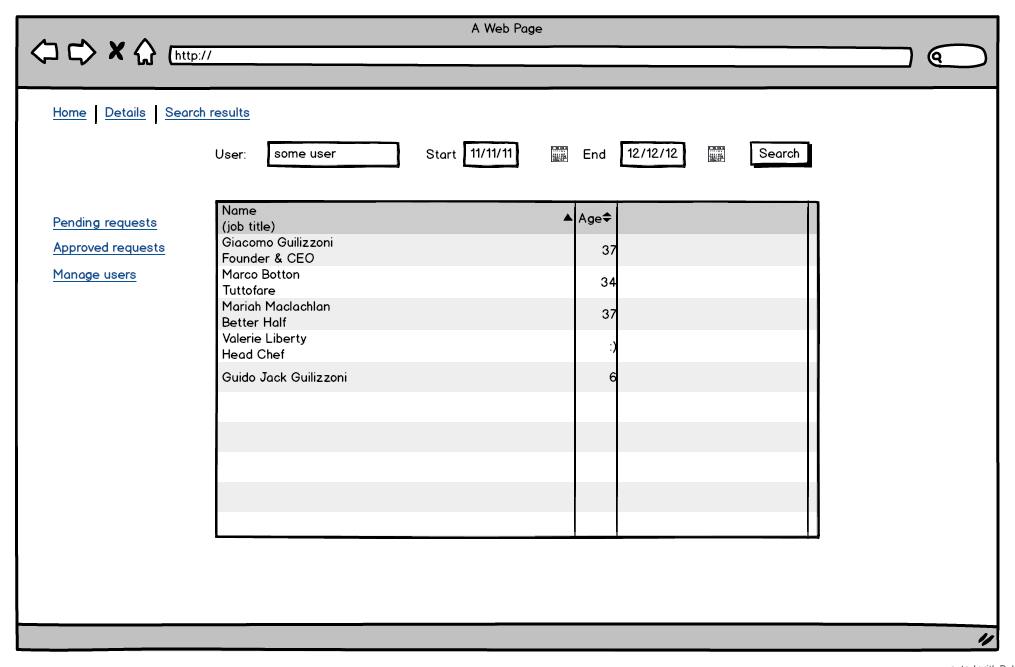 A Web Page
http://
Home Details Search results
User: some user Start 11/11/11 End 12/12/12 Search
Pending requests
Approved requests
Manage users
Name
(job title)
Age
Giacomo Guilizzoni
Founder & CEO
37
Marco Botton
Tuttofare
34
Mariah Maclachlan
Better Half
37
Valerie Liberty
Head Chef
:)
Guido Jack Guilizzoni
6